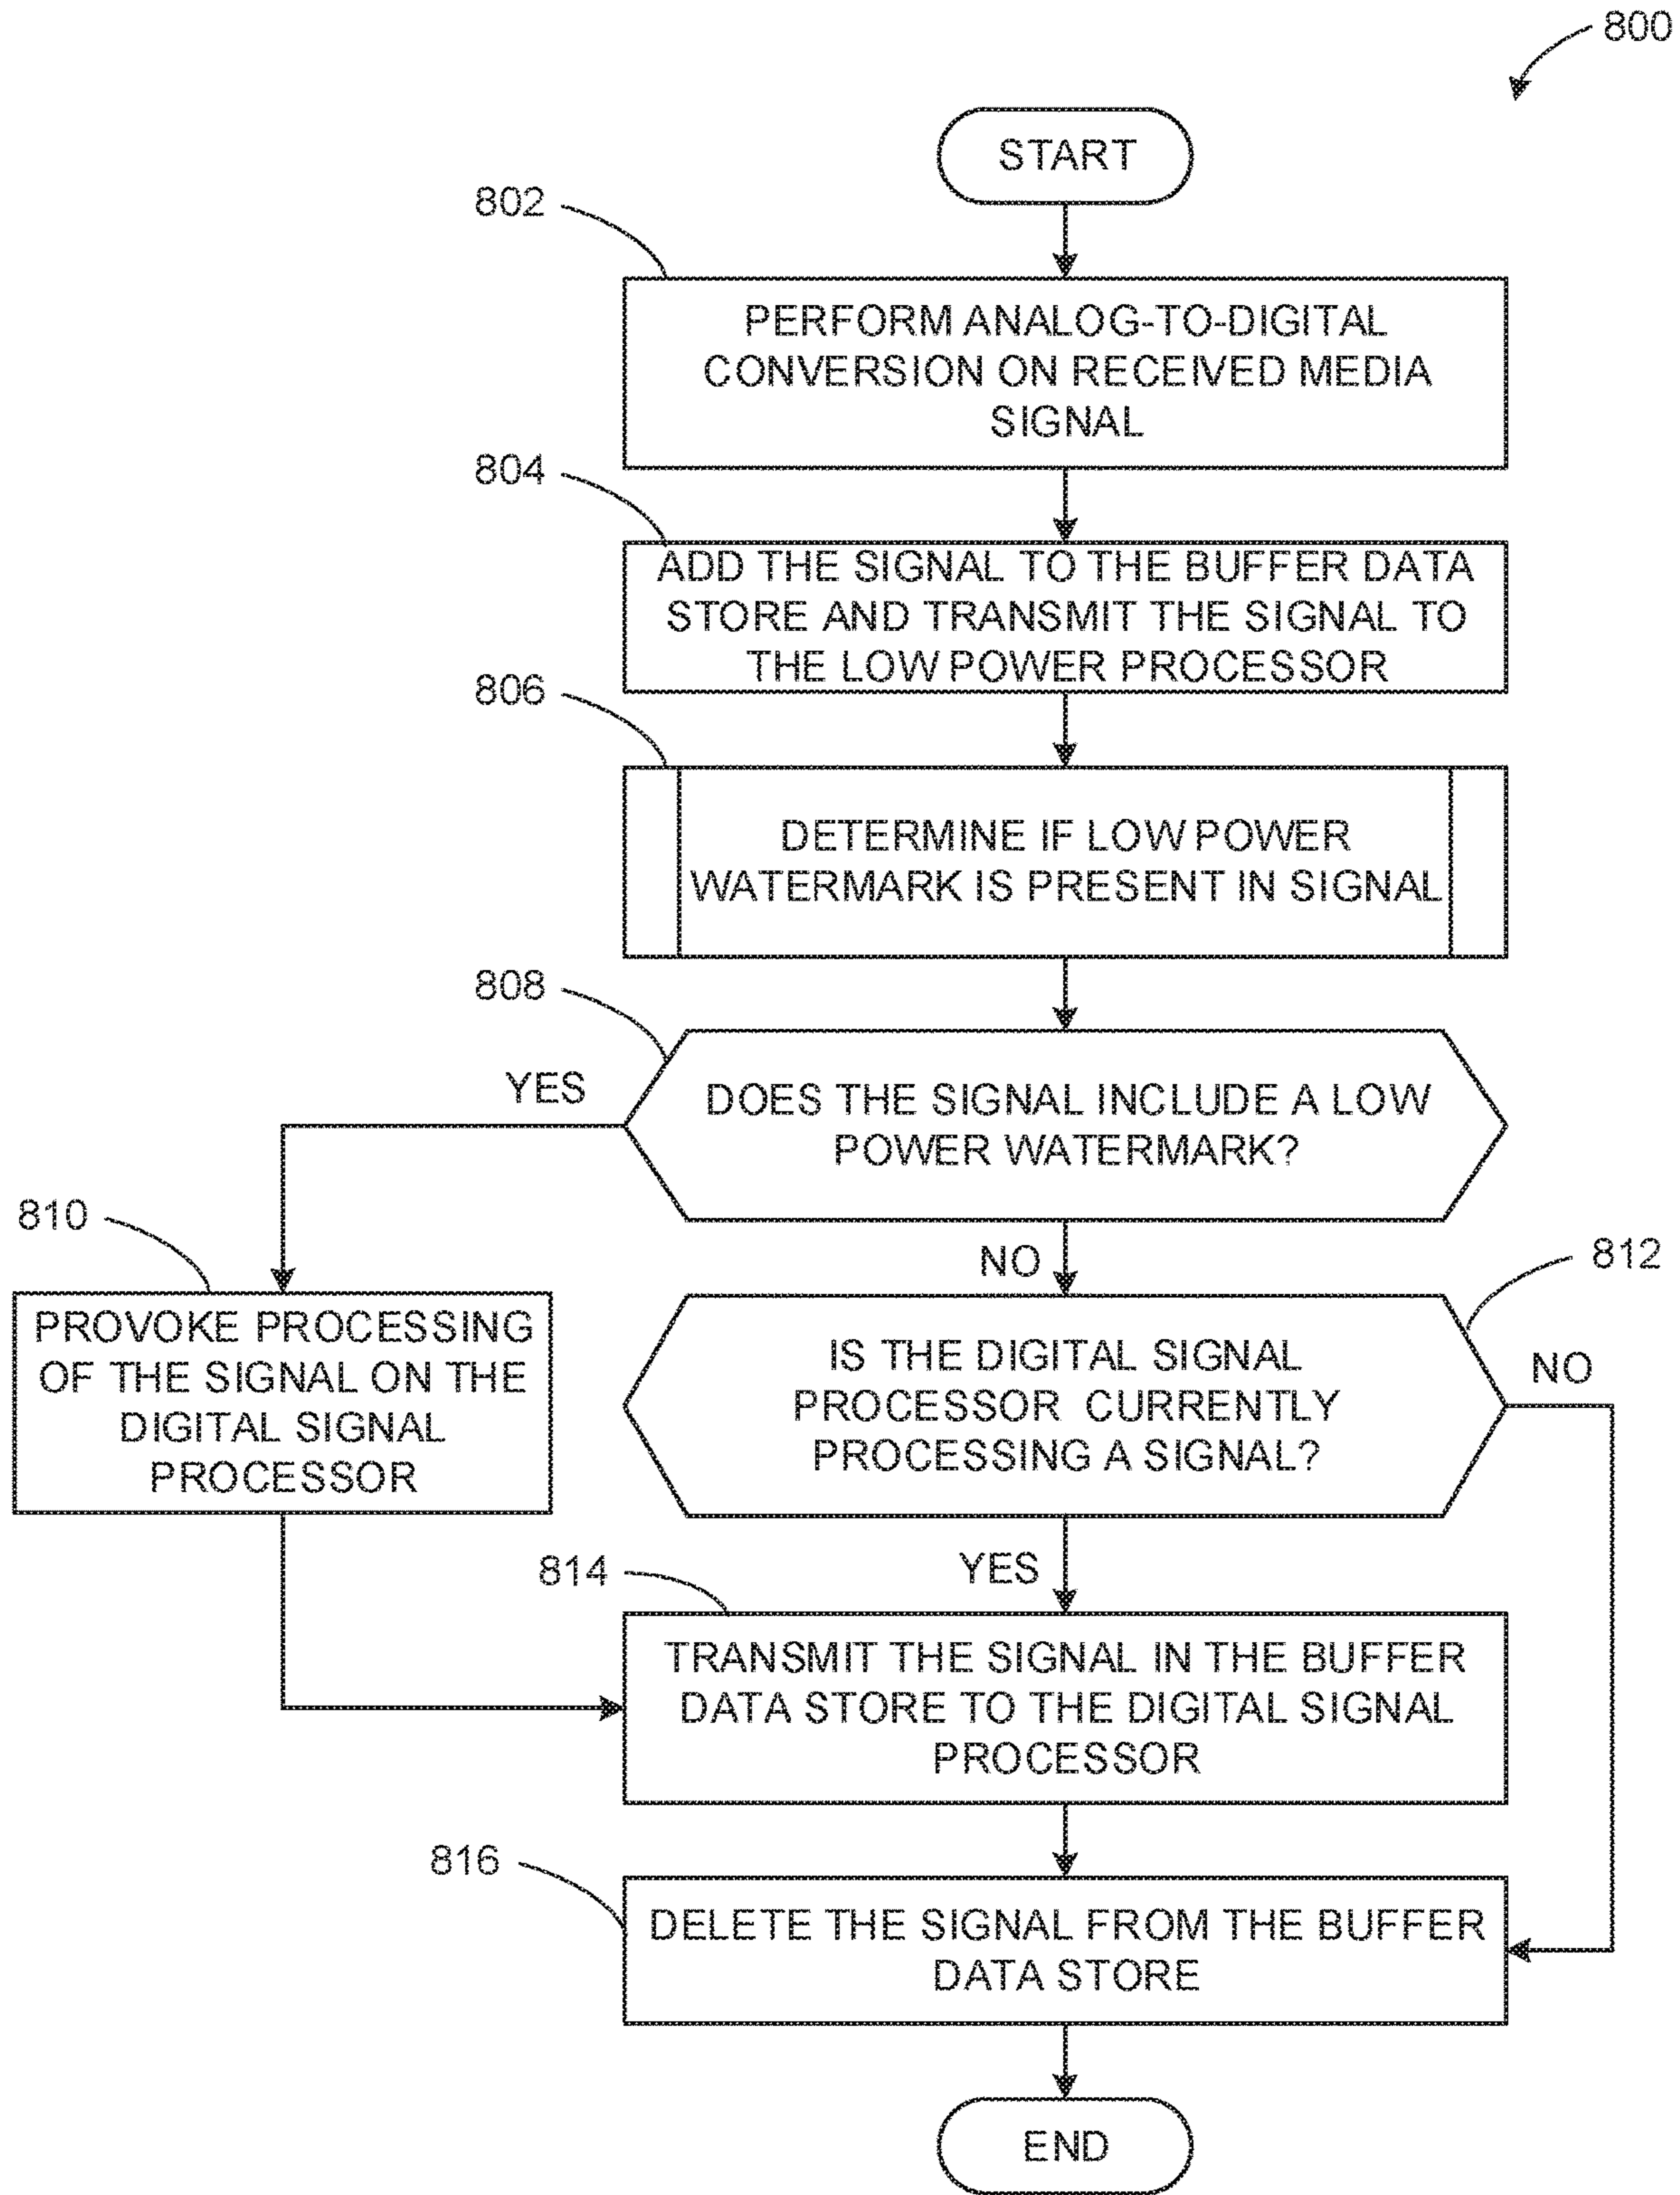 800
START
802
PERFORM ANALOG-TO-DIGITAL
CONVERSION ON RECEIVED MEDIA
SIGNAL
804
ADD THE SIGNAL TO THE BUFFER DATA
STORE AND TRANSMIT THE SIGNAL TO
THE LOW POWER PROCESSOR
806
DETERMINE IF LOW POWER
WATERMARK IS PRESENT IN SIGNAL
808
DOES THE SIGNAL INCLUDE A LOW
POWER WATERMARK?
YES
NO
810
PROVOKE PROCESSING
OF THE SIGNAL ON THE
DIGITAL SIGNAL
PROCESSOR
812
IS THE DIGITAL SIGNAL
PROCESSOR CURRENTLY
PROCESSING A SIGNAL?
NO
YES
814
TRANSMIT THE SIGNAL IN THE BUFFER
DATA STORE TO THE DIGITAL SIGNAL
PROCESSOR
816
DELETE THE SIGNAL FROM THE BUFFER
DATA STORE
END